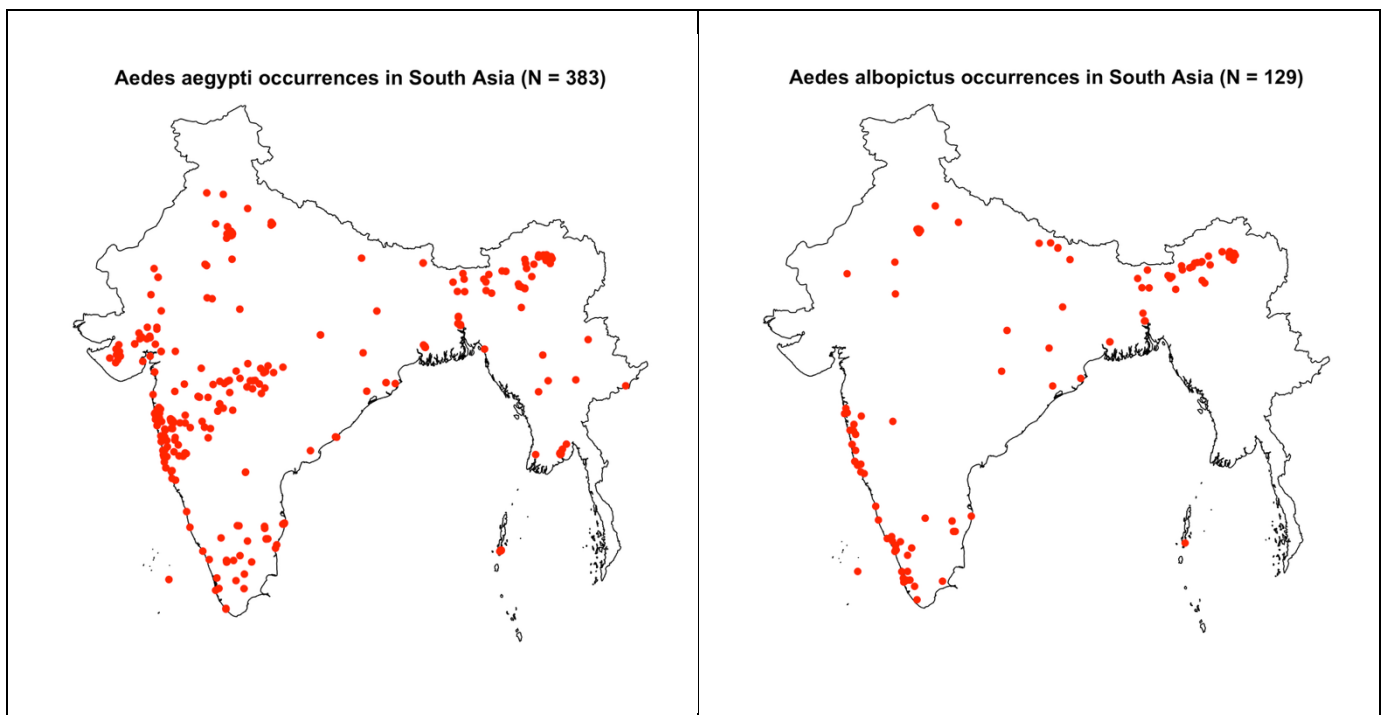 Aedes aegypti occurrences in South Asia (N = 383)
Aedes albopictus occurrences in South Asia (N = 129)